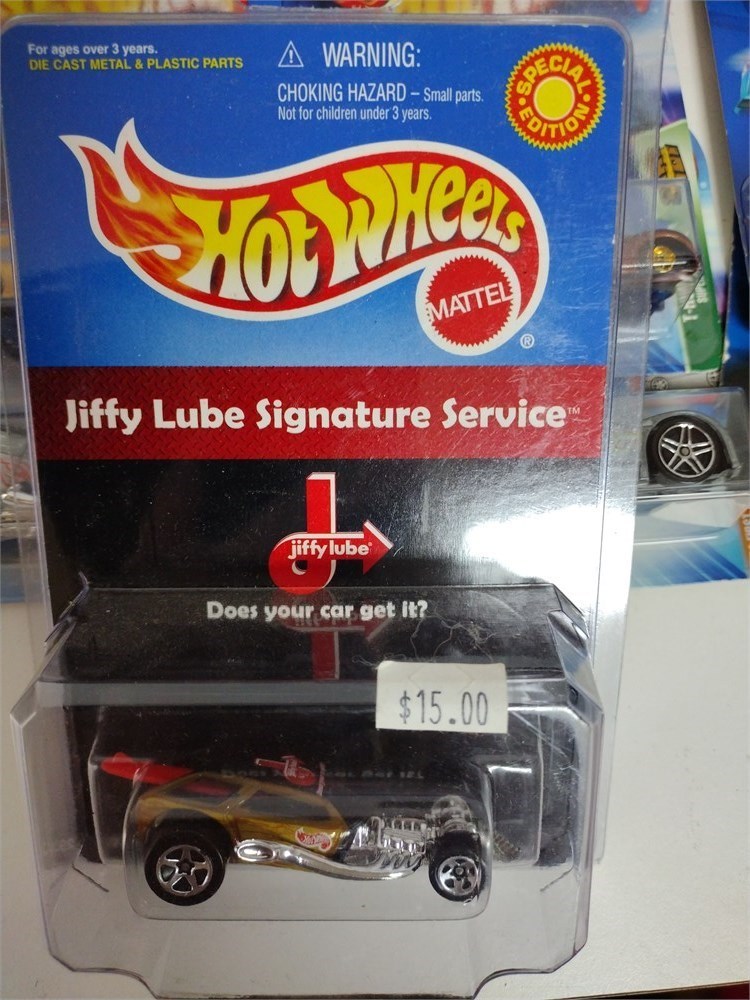 For ages over 3 years.
DIE CAST METAL & PLASTIC PARTS
⚠ WARNING:
CHOKING HAZARD – Small parts.
Not for children under 3 years.
SPECIAL
EDITION
HOT WHEELS
MATTEL
®
Jiffy Lube Signature Service™
jiffy lube®
Does your car get it?
$15.00